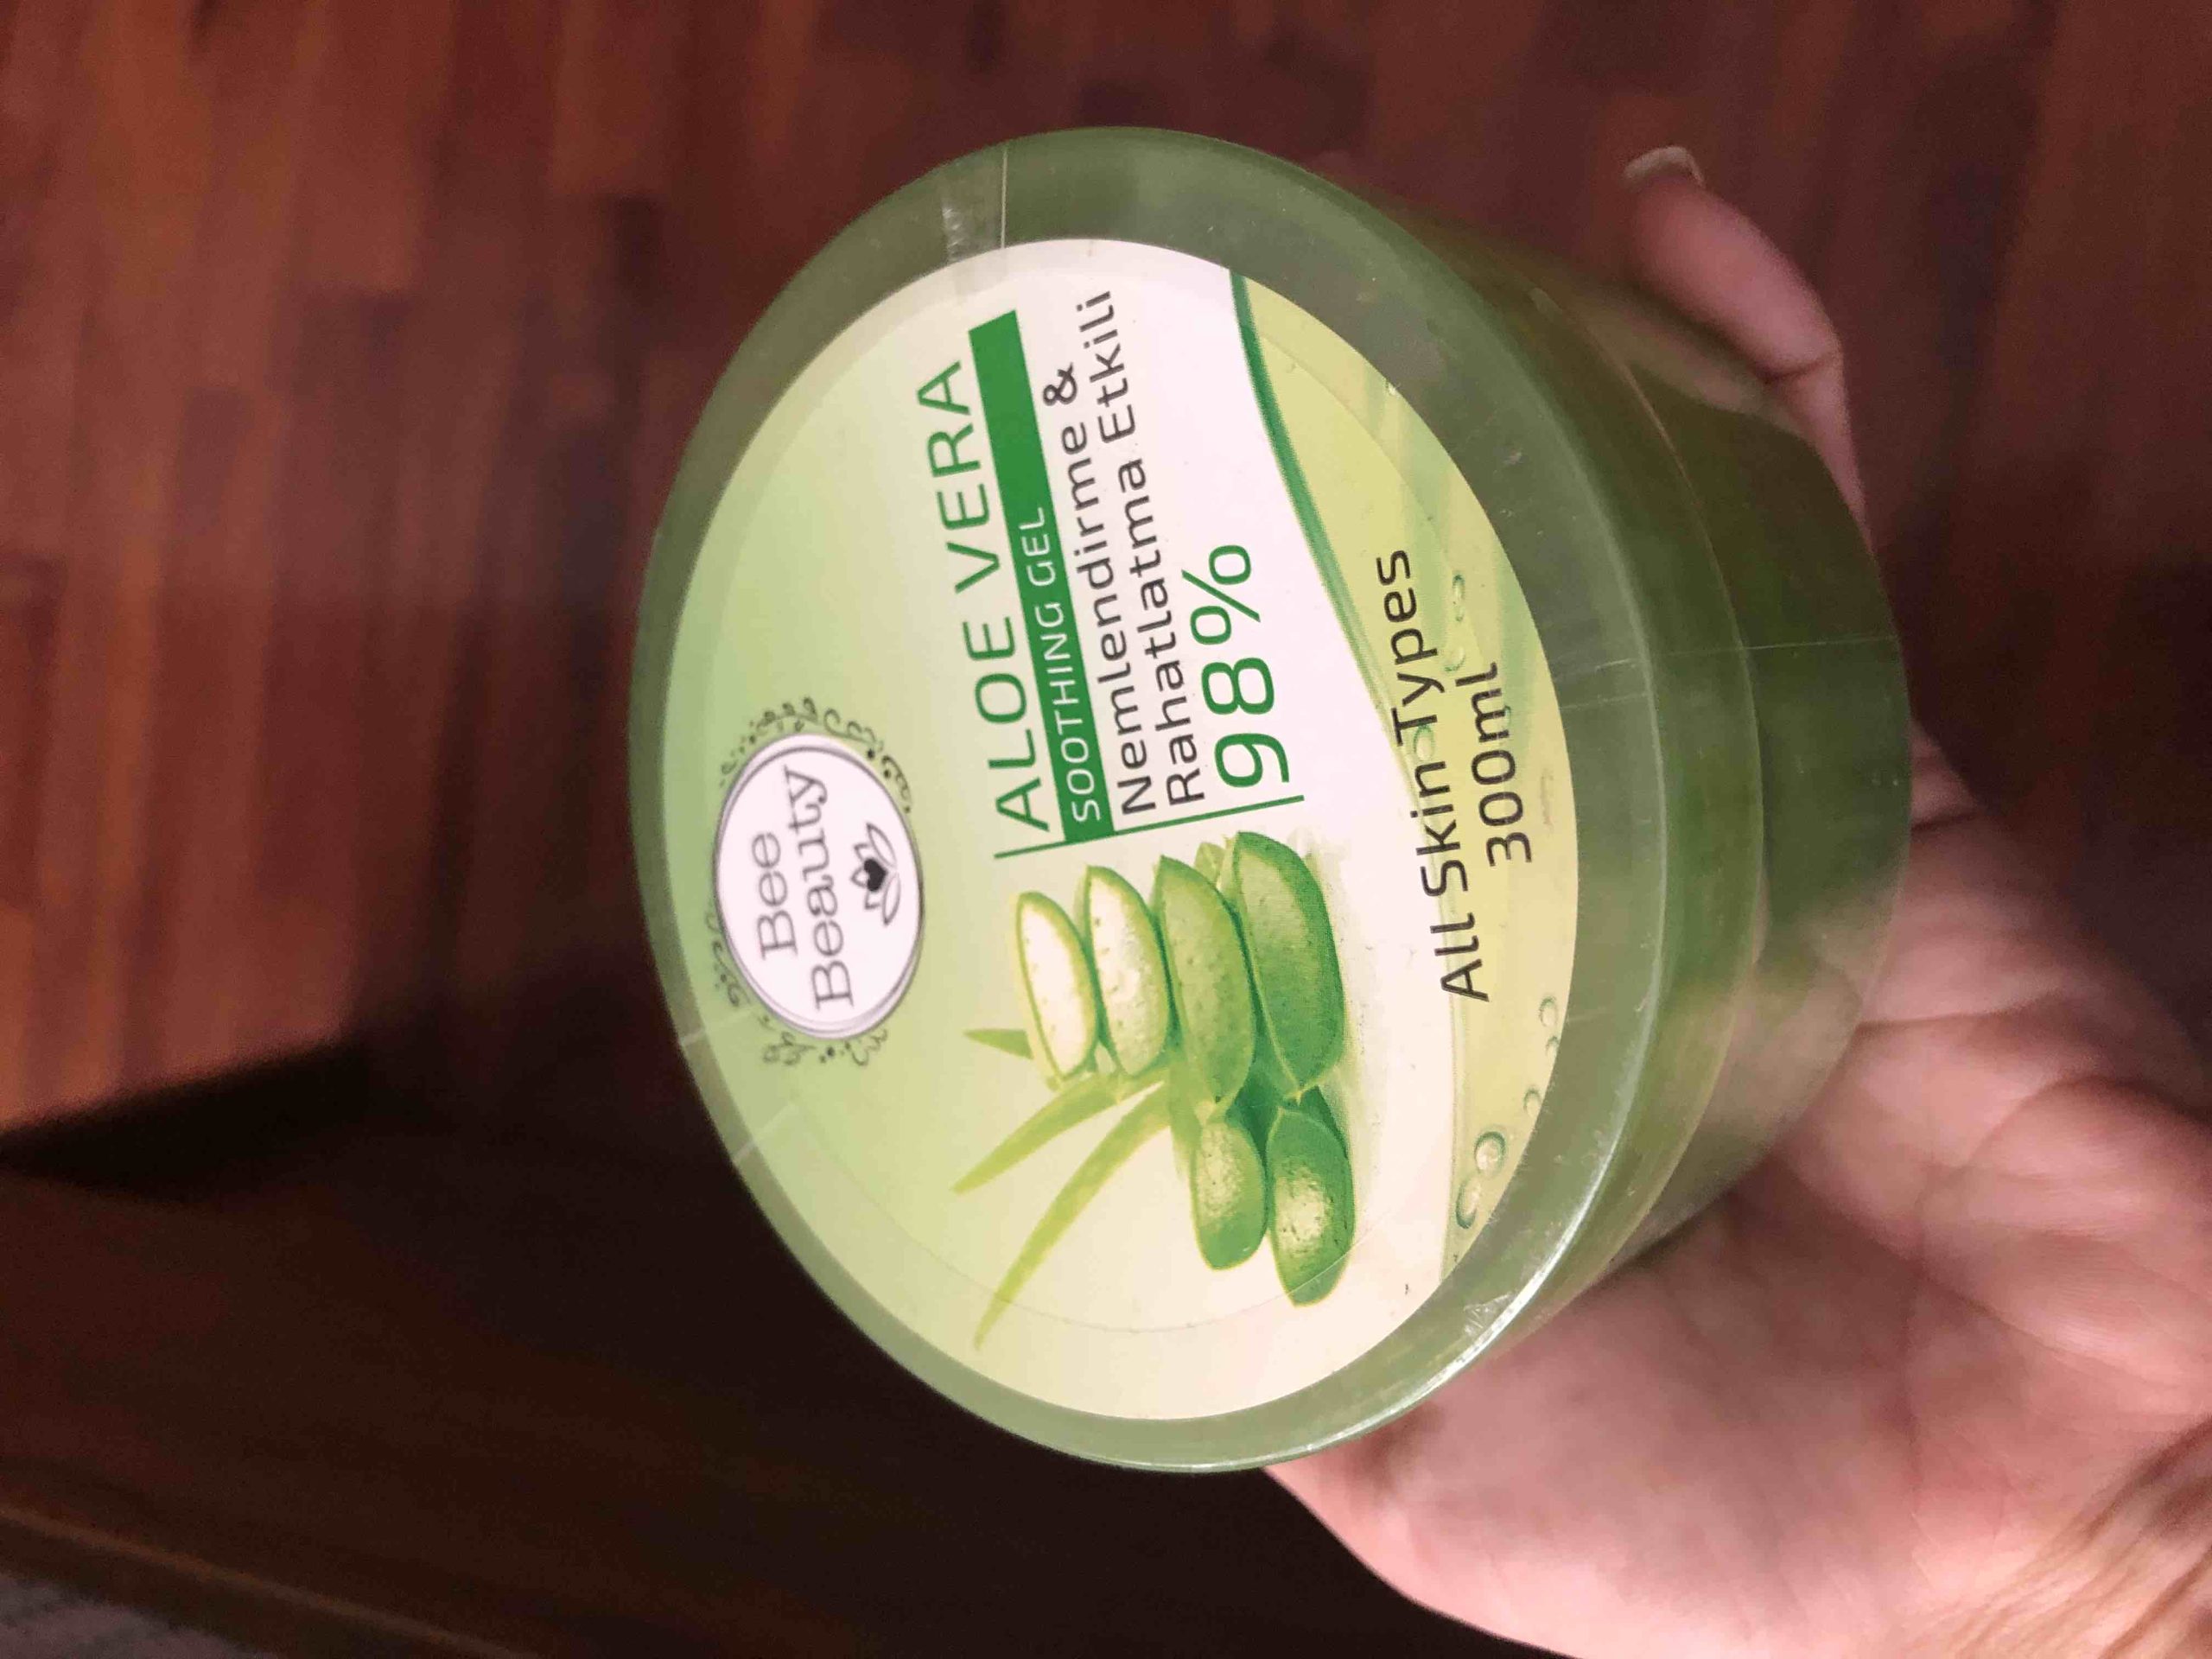 Bee
Beauty
ALOE VERA
SOOTHING GEL
Nemlendirme &
Rahatlatma Etkili
98%
All Skin Types
300ml